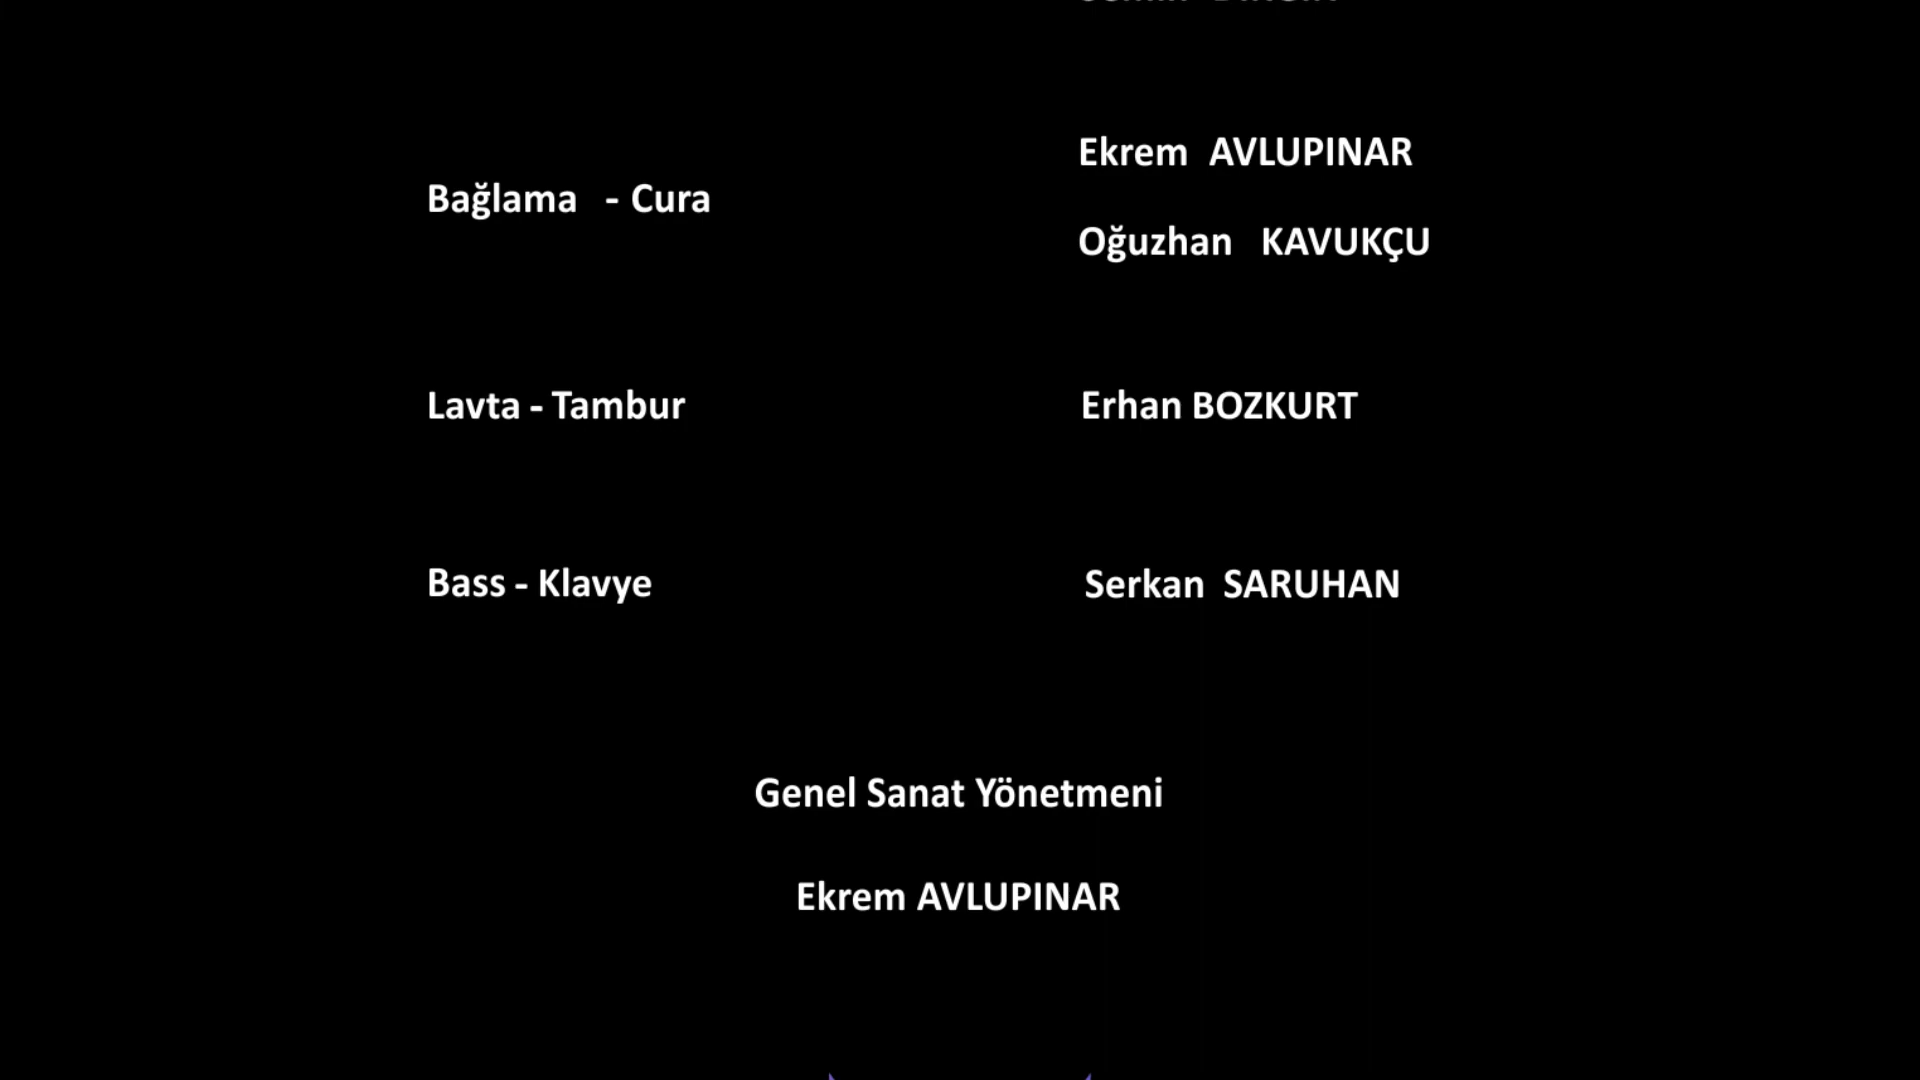 Ekrem AVLUPINAR
Bağlama - Cura
Oğuzhan KAVUKÇU
Lavta - Tambur Erhan BOZKURT
Bass - Klavye Serkan SARUHAN
Genel Sanat Yönetmeni
Ekrem AVLUPINAR